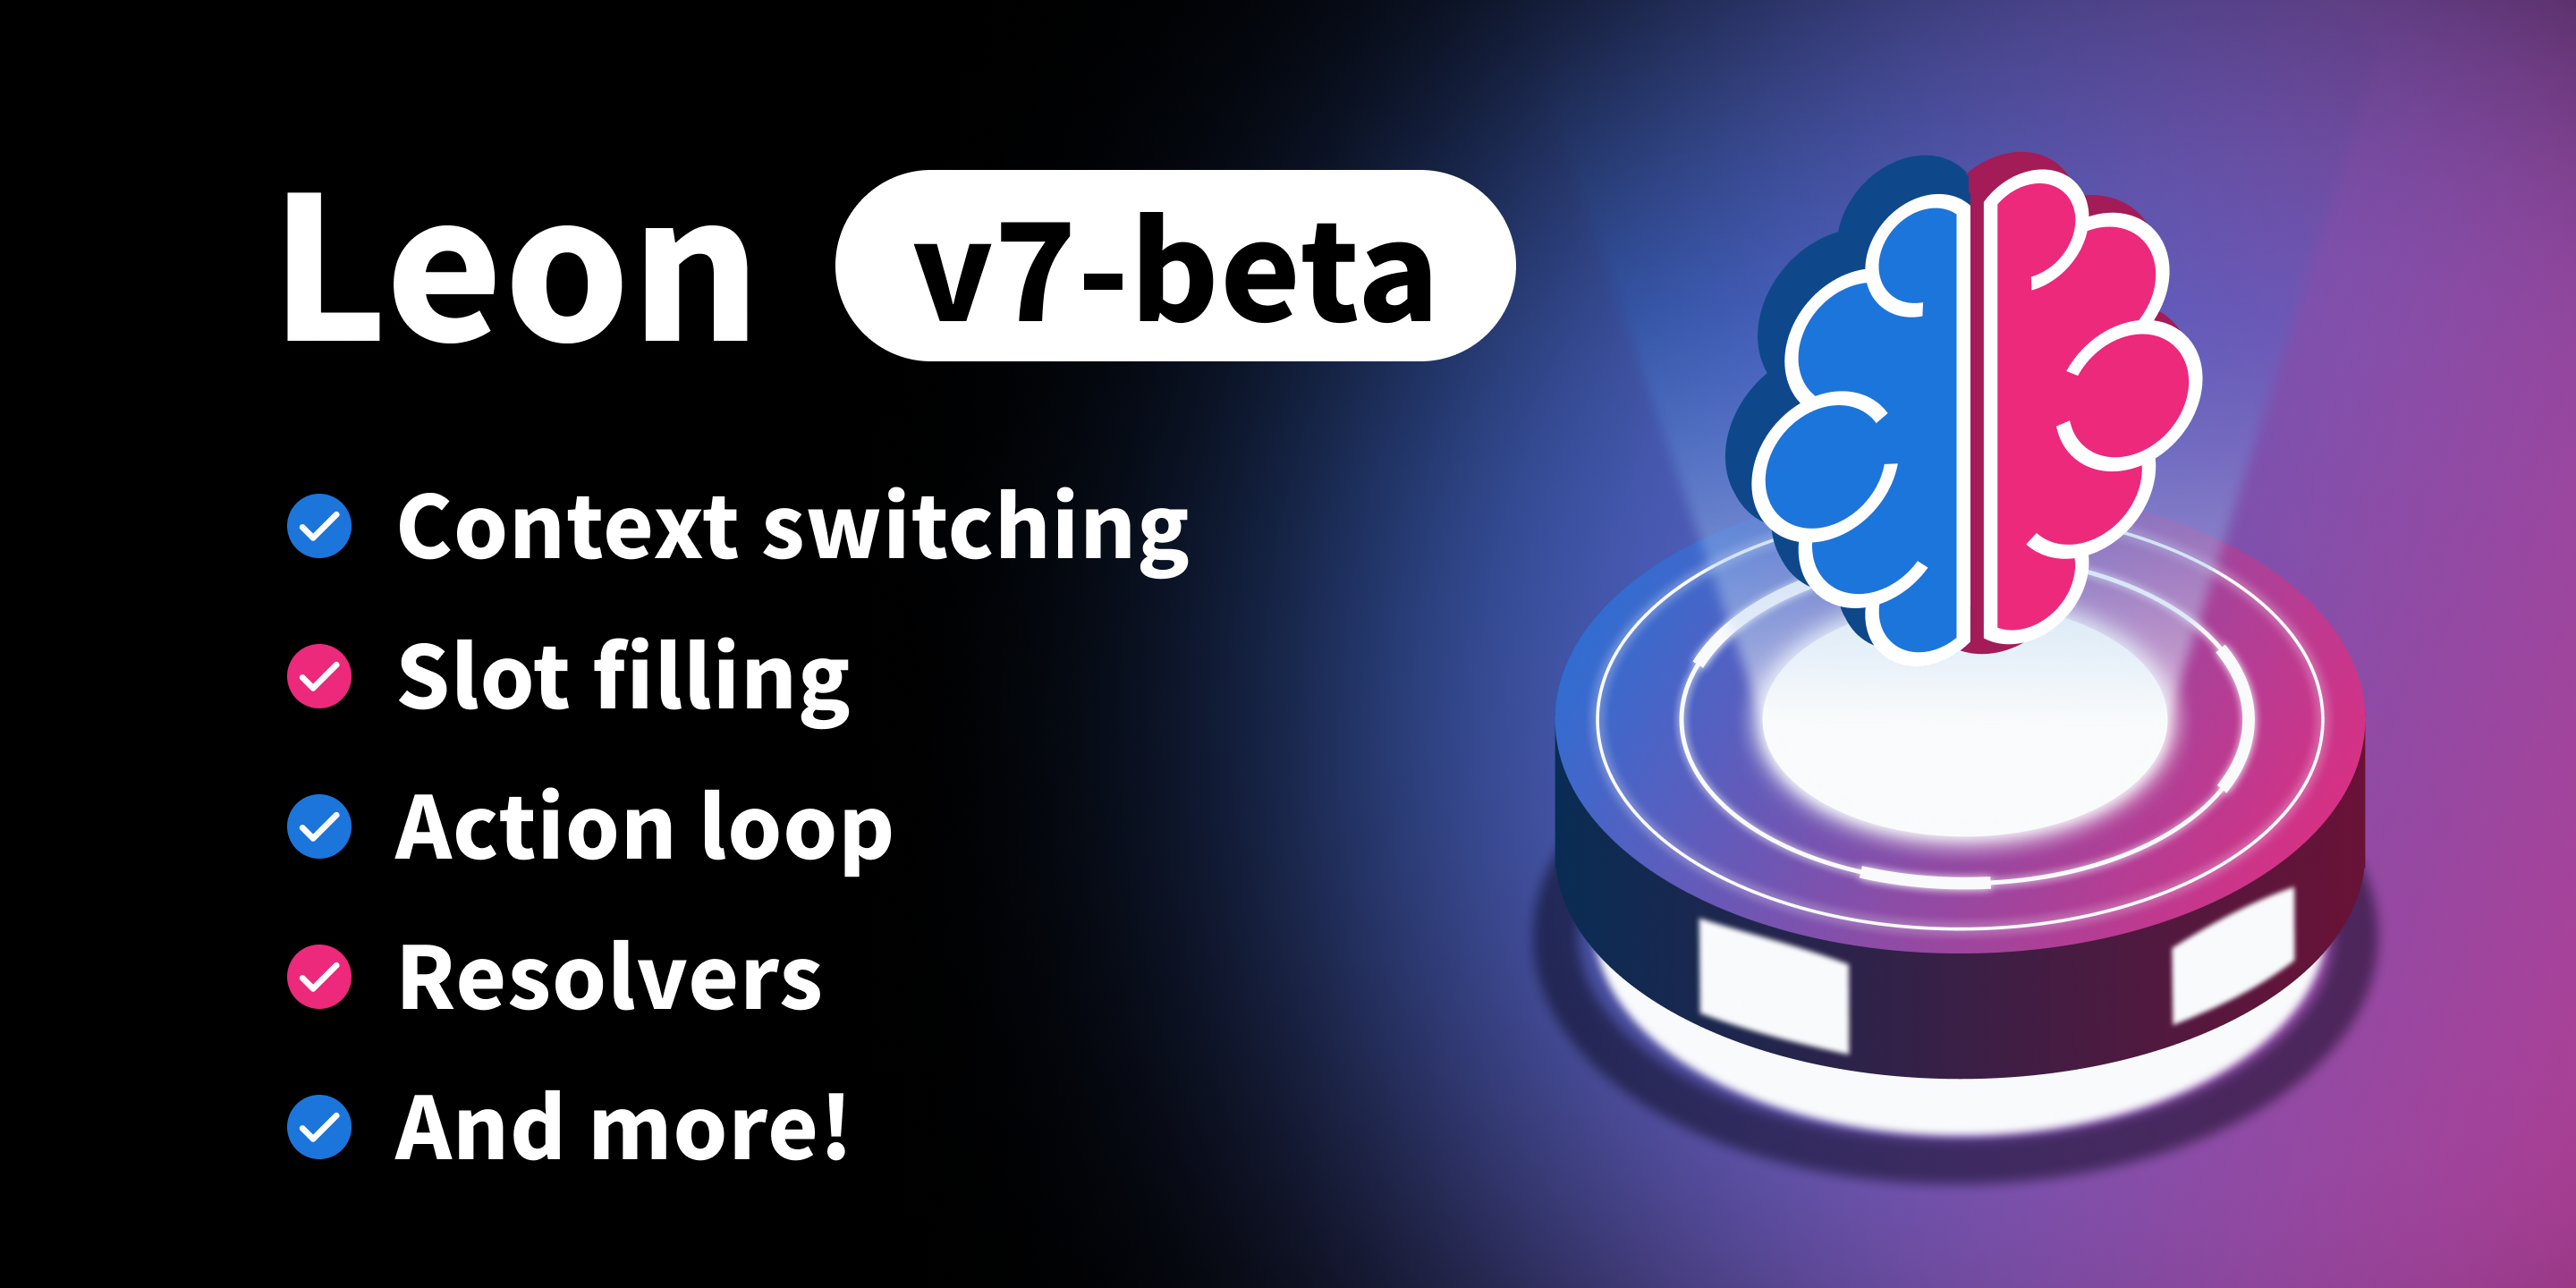 Leon v7-beta
Context switching
Slot filling
Action loop
Resolvers
And more!